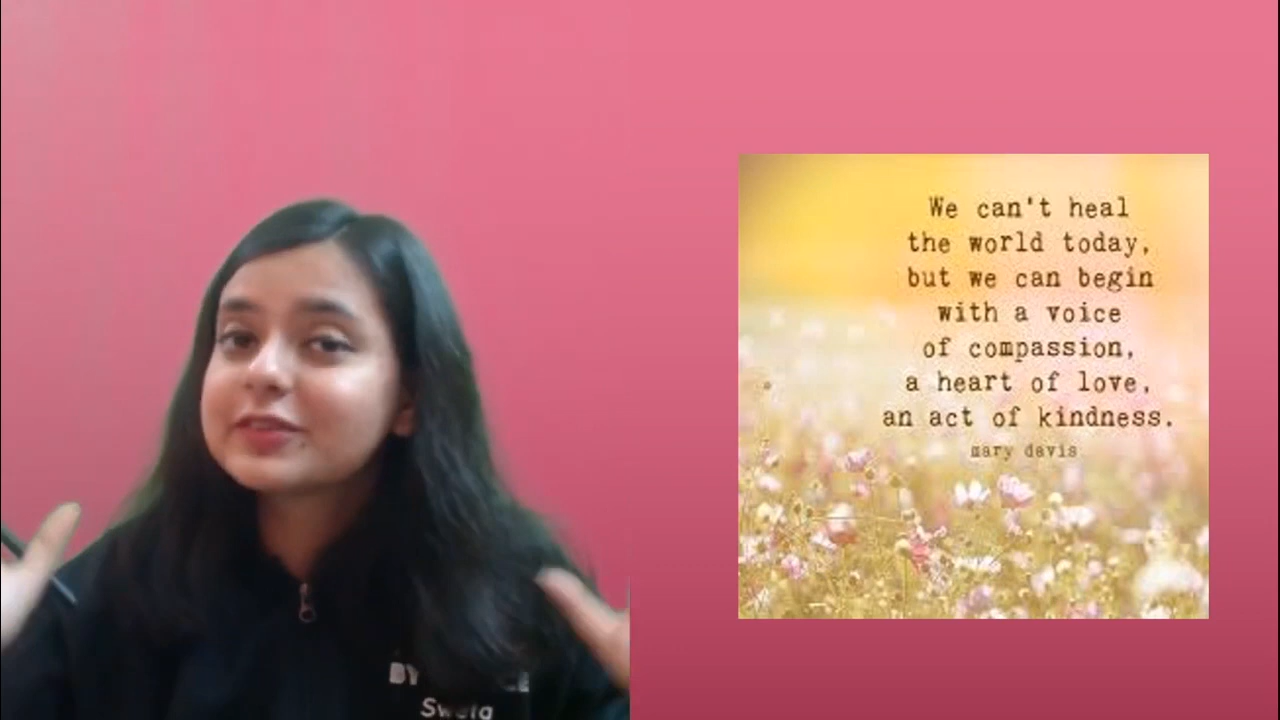 We can't heal
the world today,
but we can begin
with a voice
of compassion,
a heart of love,
an act of kindness.
mary davis